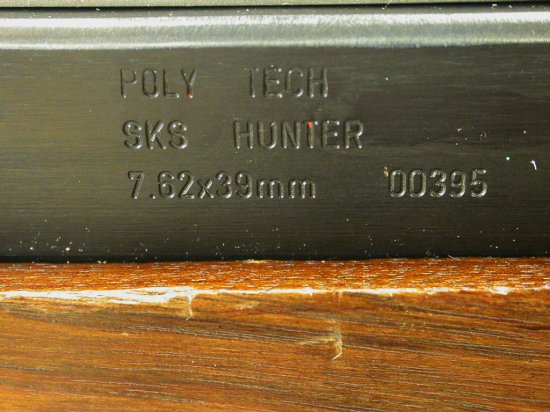 POLY TECH
SKS HUNTER
7.62x39mm 00395